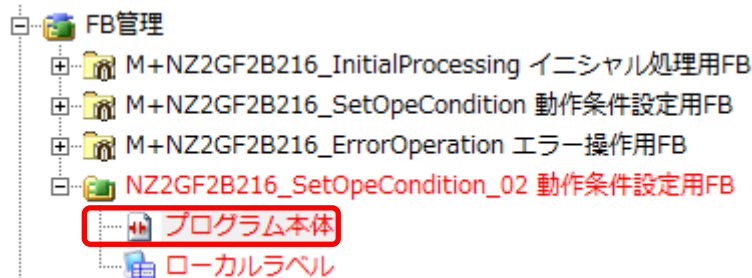 FB管理
M+NZ2GF2B216_InitialProcessing イニシャル処理用FB
M+NZ2GF2B216_SetOpeCondition 動作条件設定用FB
M+NZ2GF2B216_ErrorOperation エラー操作用FB
NZ2GF2B216_SetOpeCondition_02 動作条件設定用FB
プログラム本体
ローカルラベル